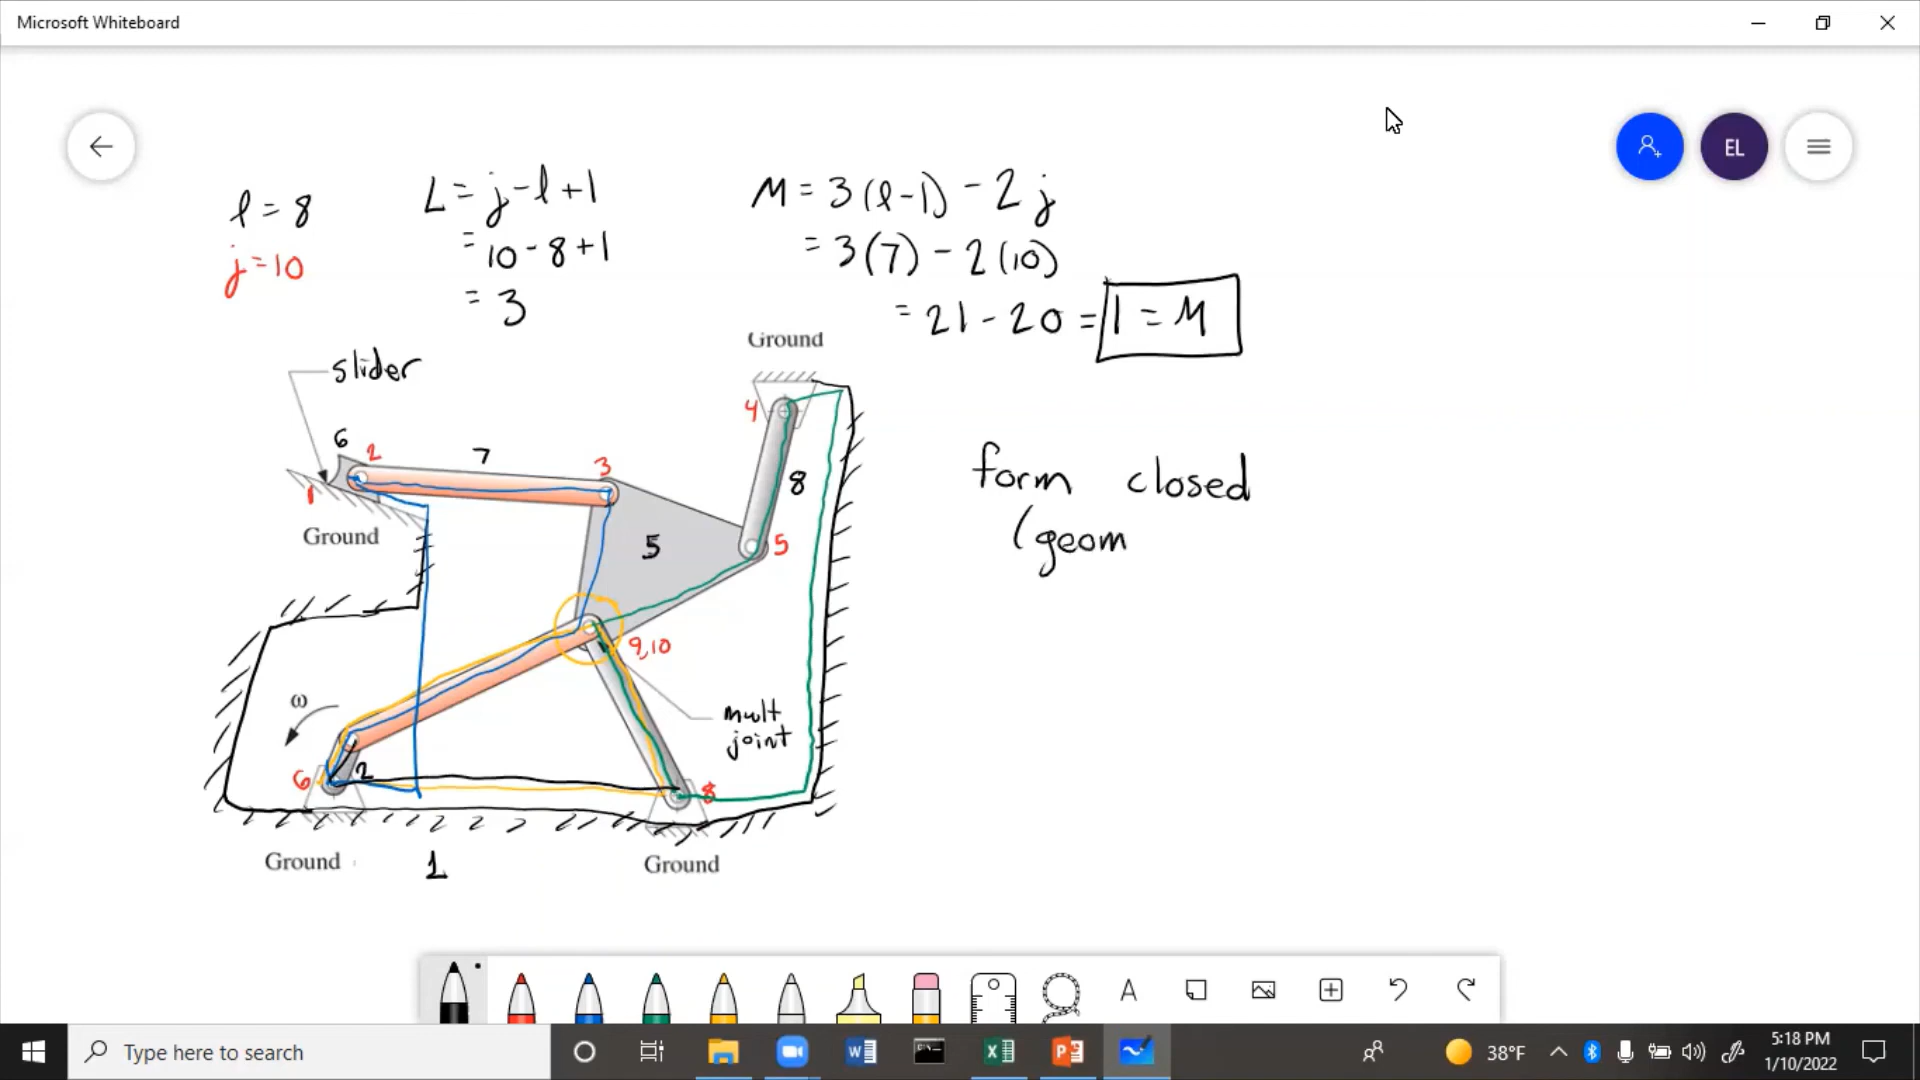 Microsoft Whiteboard
EL
l = 8
j = 10
L = j - l + 1
= 10 - 8 + 1
= 3
M = 3(l-1) - 2j
= 3(7) - 2(10)
= 21 - 20 = 1 = M
Ground
slider
6
2
7
3
4
8
1
Ground
5
5
form closed
(geom
9,10
ω
mult
joint
6
2
8
Ground
1
Ground
A
Type here to search
38°F
5:18 PM
1/10/2022